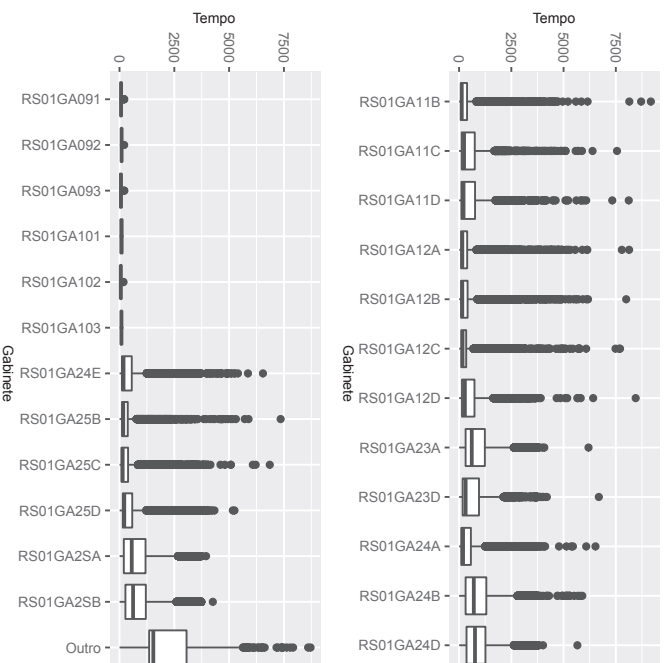 Tempo
0
2500
5000
7500
RS01GA091
RS01GA092
RS01GA093
RS01GA101
RS01GA102
RS01GA103
RS01GA24E
RS01GA25B
RS01GA25C
RS01GA25D
RS01GA2SA
RS01GA2SB
Outro
Gabinete
Tempo
0
2500
5000
7500
RS01GA11B
RS01GA11C
RS01GA11D
RS01GA12A
RS01GA12B
RS01GA12C
RS01GA12D
RS01GA23A
RS01GA23D
RS01GA24A
RS01GA24B
RS01GA24D
Gabinete